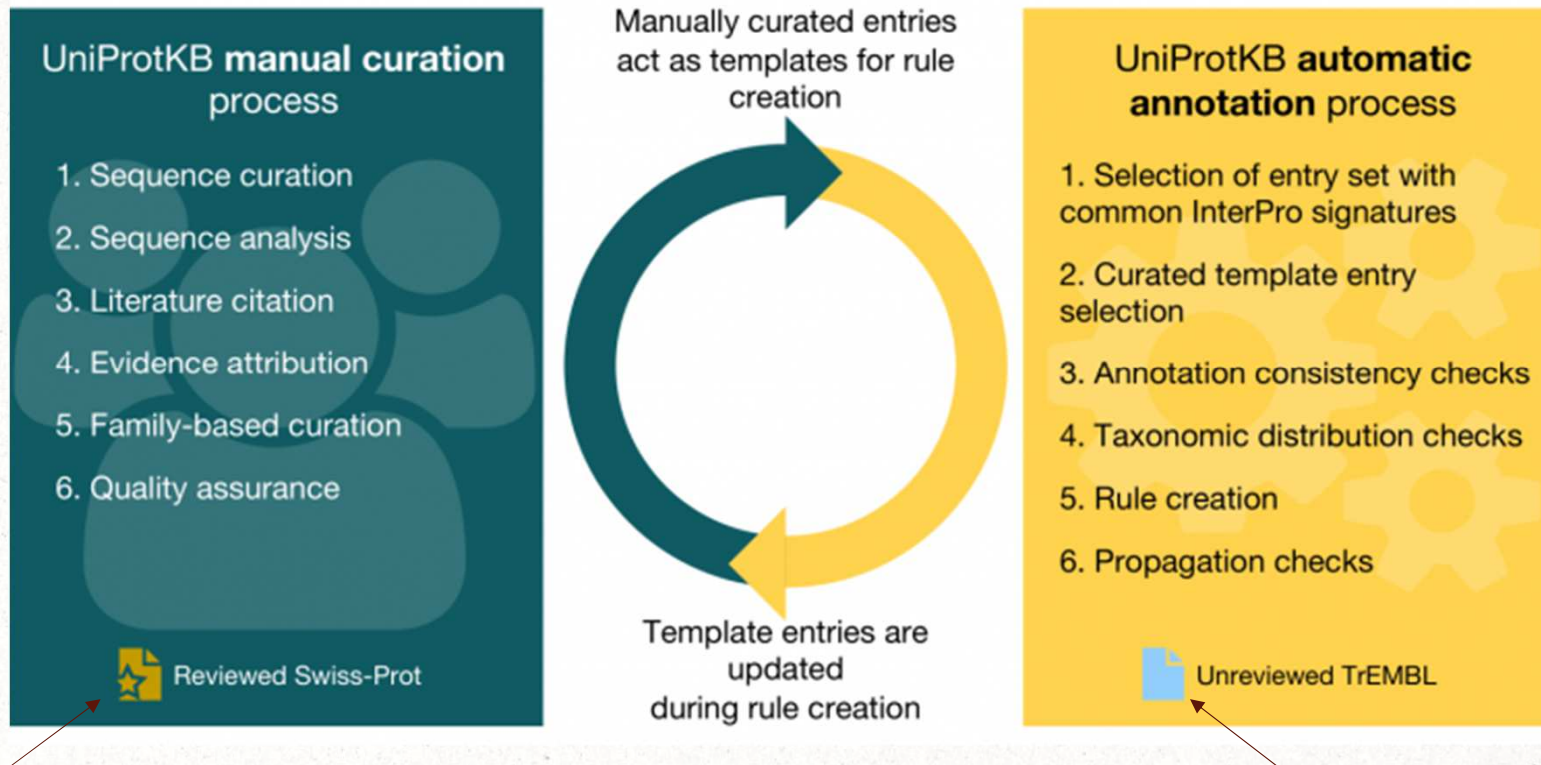 UniProtKB manual curation
process
1. Sequence curation
2. Sequence analysis
3. Literature citation
4. Evidence attribution
5. Family-based curation
6. Quality assurance
Reviewed Swiss-Prot
Manually curated entries
act as templates for rule
creation
Template entries are
updated
during rule creation
UniProtKB automatic
annotation process
1. Selection of entry set with
common InterPro signatures
2. Curated template entry
selection
3. Annotation consistency checks
4. Taxonomic distribution checks
5. Rule creation
6. Propagation checks
Unreviewed TrEMBL